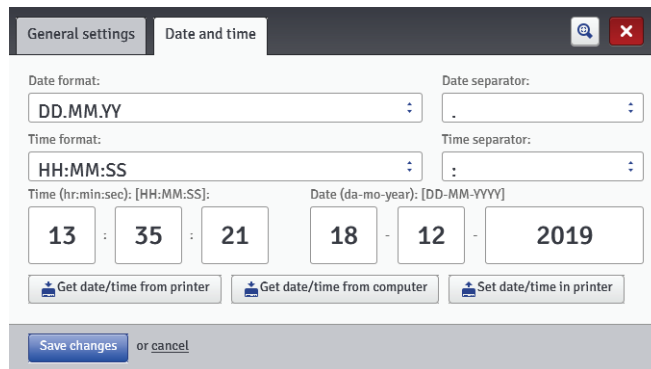 General settings Date and time
Date format: Date separator:
DD.MM.YY .
Time format: Time separator:
HH:MM:SS :
Time (hr:min:sec): [HH:MM:SS]: Date (da-mo-year): [DD-MM-YYYY]
13 : 35 : 21 18 - 12 - 2019
Get date/time from printer Get date/time from computer Set date/time in printer
Save changes or cancel